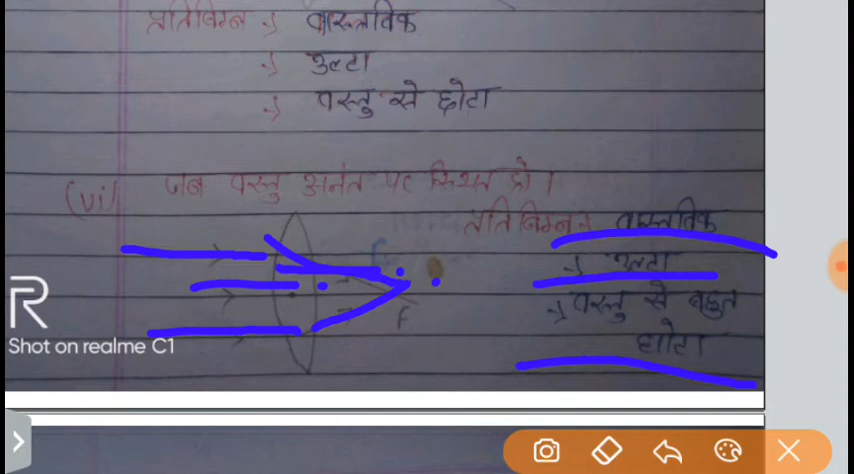 प्रतिबिम्ब → वास्तविक
→ उल्टा
→ वस्तु से छोटा
(vi) जब वस्तु अनंत पर स्थित हो।
प्रतिबिम्ब → वास्तविक
→ उल्टा
→ वस्तु से बहुत
छोटा
F
R
Shot on realme C1